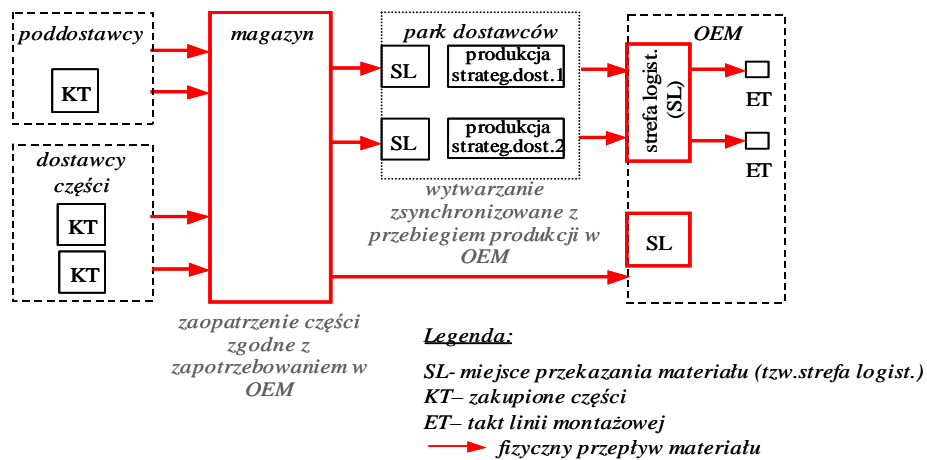 poddostawcy
KT
dostawcy
części
KT
KT
magazyn
zaopatrzenie części
zgodne z
zapotrzebowaniem w
OEM
park dostawców
SL
produkcja
strateg.dost.1
SL
produkcja
strateg.dost.2
wytwarzanie
zsynchronizowane z
przebiegiem produkcji w
OEM
OEM
strefa logist.
(SL)
ET
ET
SL
Legenda:
SL- miejsce przekazania materiału (tzw.strefa logist.)
KT– zakupione części
ET– takt linii montażowej
fizyczny przepływ materiału